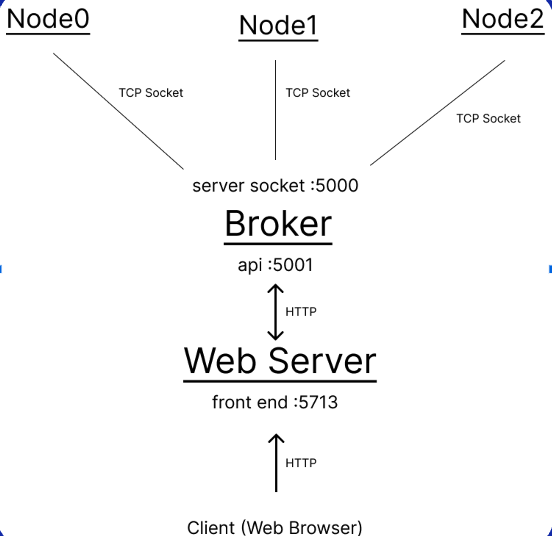 Node0
Node1
Node2
TCP Socket
TCP Socket
TCP Socket
server socket :5000
Broker
api :5001
HTTP
Web Server
front end :5713
HTTP
Client (Web Browser)